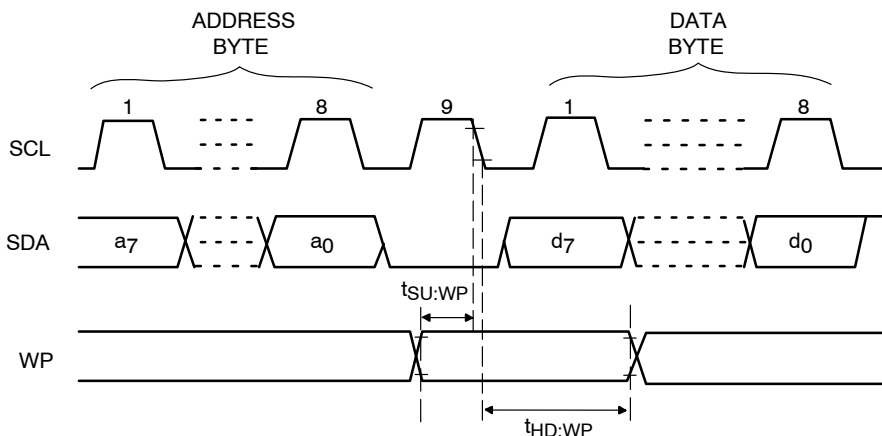 ADDRESS
BYTE
DATA
BYTE
1
8
9
1
8
SCL
SDA
a7
a0
d7
d0
tSU:WP
WP
tHD:WP